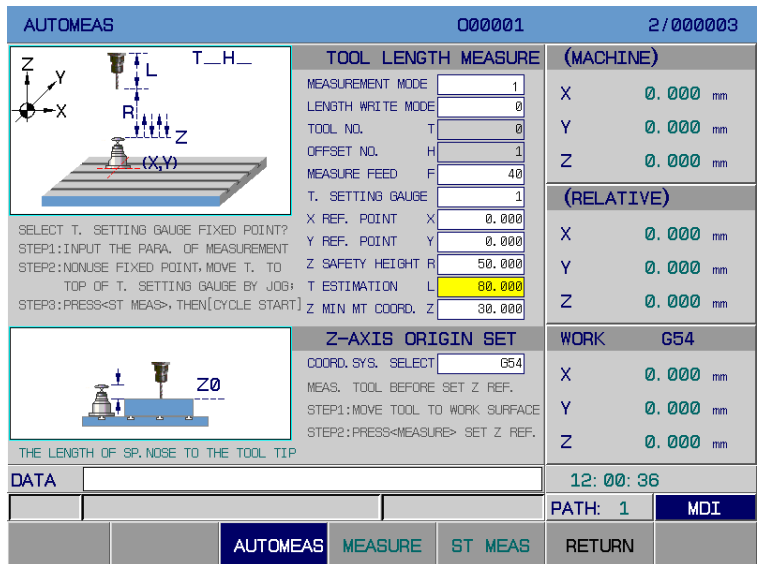 AUTOMEAS O00001 2/000003
T__H__
Z
Y
X
L
R
Z
(X,Y)
TOOL LENGTH MEASURE
MEASUREMENT MODE 1
LENGTH WRITE MODE 0
TOOL NO. T 0
OFFSET NO. H 1
MEASURE FEED F 40
T. SETTING GAUGE 1
X REF. POINT X 0.000
Y REF. POINT Y 0.000
Z SAFETY HEIGHT R 50.000
T ESTIMATION L 80.000
Z MIN MT COORD. Z 30.000
SELECT T. SETTING GAUGE FIXED POINT?
STEP1:INPUT THE PARA. OF MEASUREMENT
STEP2:NONUSE FIXED POINT,MOVE T. TO
TOP OF T. SETTING GAUGE BY JOG;
STEP3:PRESS<ST MEAS>,THEN[CYCLE START]
(MACHINE)
X 0.000 mm
Y 0.000 mm
Z 0.000 mm
(RELATIVE)
X 0.000 mm
Y 0.000 mm
Z 0.000 mm
Z0
THE LENGTH OF SP.NOSE TO THE TOOL TIP
Z-AXIS ORIGIN SET
COORD.SYS. SELECT G54
MEAS. TOOL BEFORE SET Z REF.
STEP1:MOVE TOOL TO WORK SURFACE
STEP2:PRESS<MEASURE> SET Z REF.
WORK G54
X 0.000 mm
Y 0.000 mm
Z 0.000 mm
DATA
12:00:36
PATH: 1 MDI
AUTOMEAS MEASURE ST MEAS RETURN